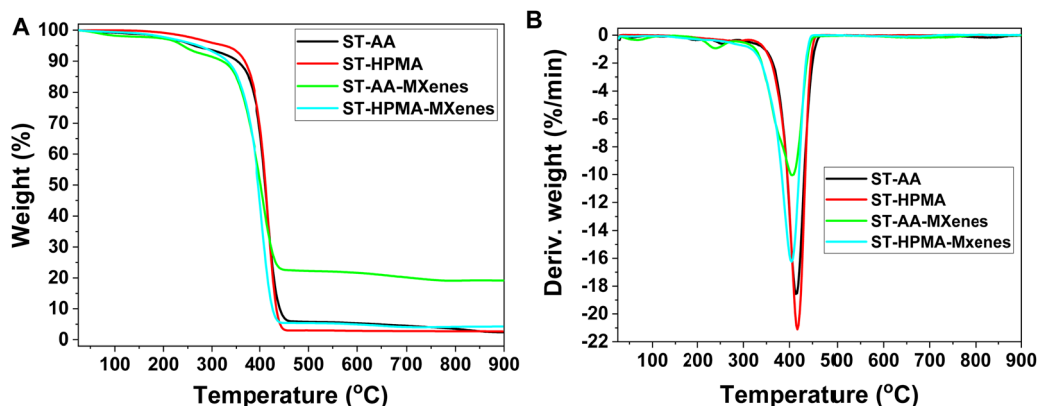 A
Weight (%)
100
90
80
70
60
50
40
30
20
10
0
ST-AA
ST-HPMA
ST-AA-MXenes
ST-HPMA-MXenes
100 200 300 400 500 600 700 800 900
Temperature (°C)
B
Deriv. weight (%/min)
0
-2
-4
-6
-8
-10
-12
-14
-16
-18
-20
-22
ST-AA
ST-HPMA
ST-AA-MXenes
ST-HPMA-Mxenes
100 200 300 400 500 600 700 800 900
Temperature (°C)